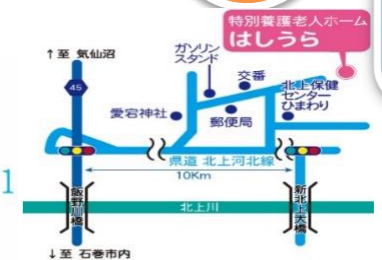 特別養護老人ホーム
はしうら
↑至 気仙沼
ガソリン
スタンド
交番
北上保健
センター
ひまわり
45
愛宕神社
郵便局
県道 北上河北線
10Km
1
飯野川橋
新北上大橋
北上川
↓至 石巻市内